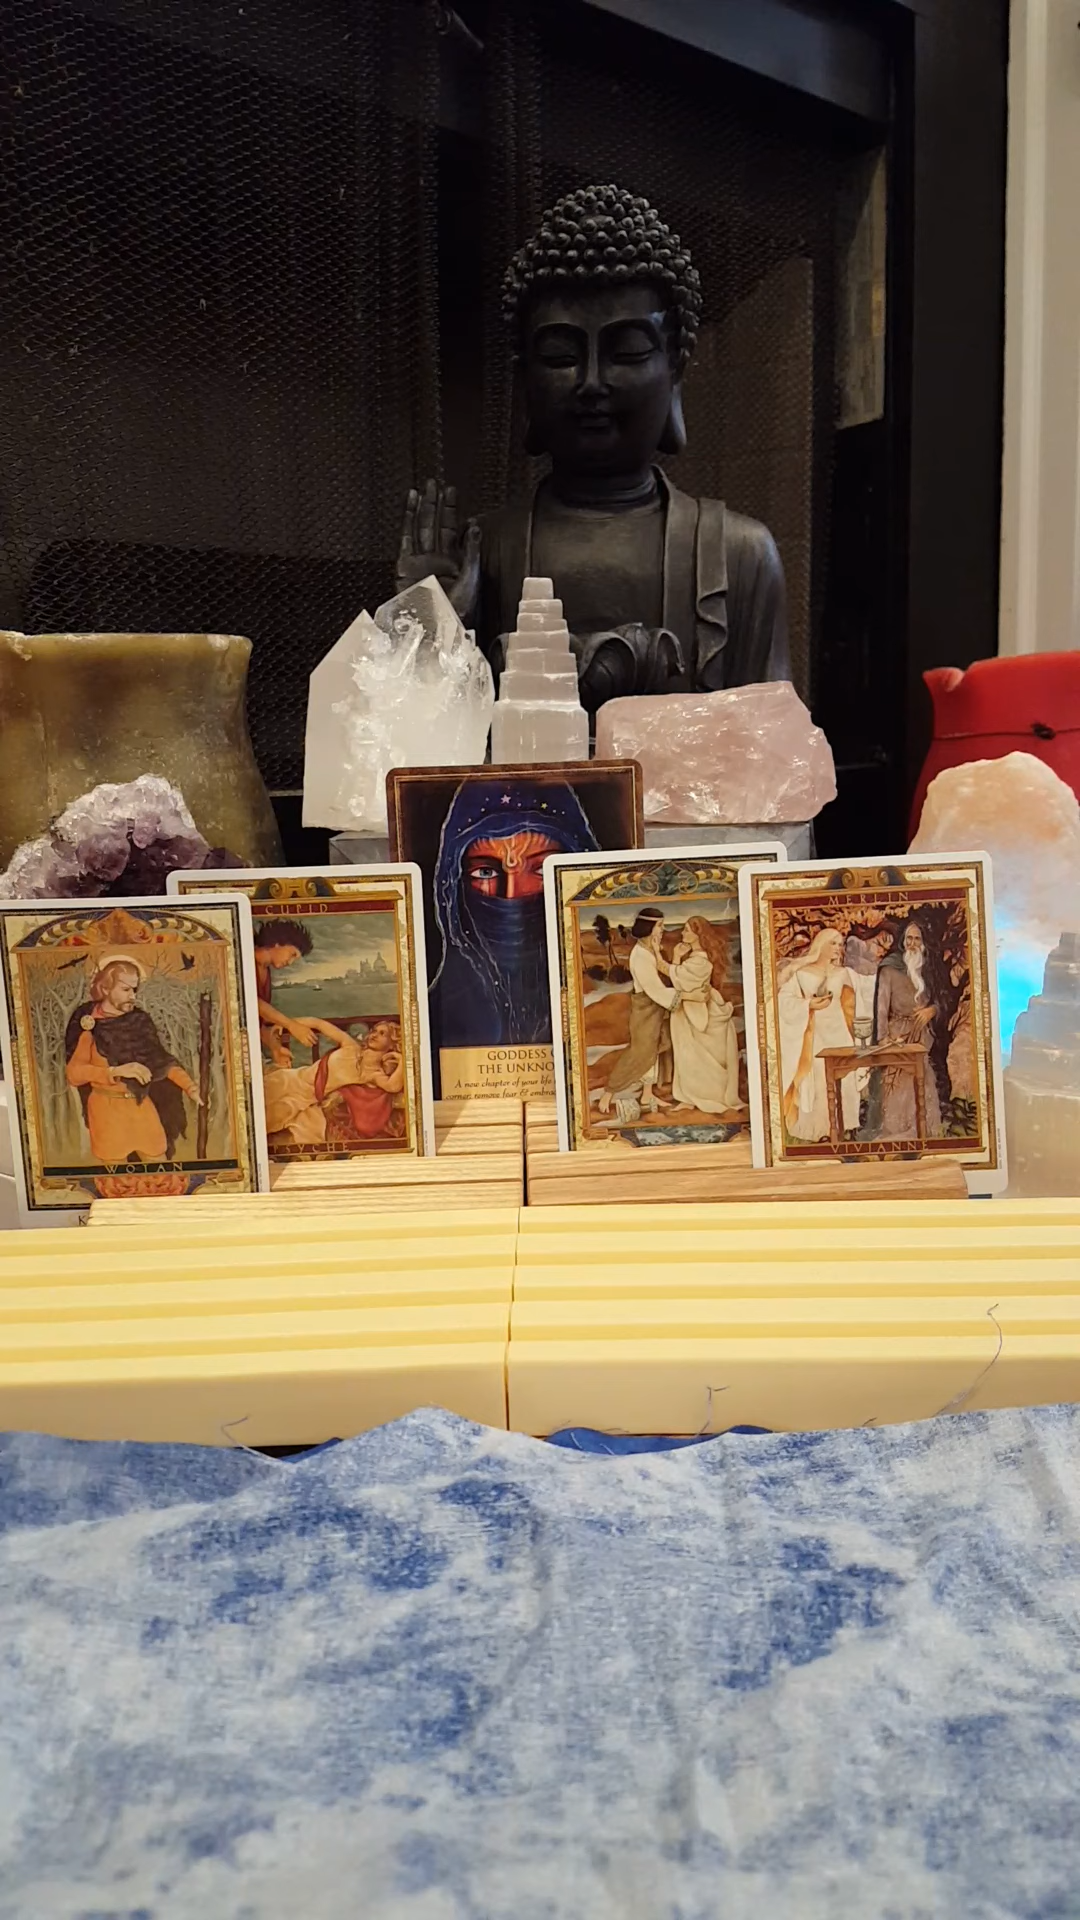 CUPID
MERLIN
GODDESS
THE UNKNO
A new chapter of your life
corner; remove fear & embrac
PSYCHE
VIVIANNE
WOTAN
K